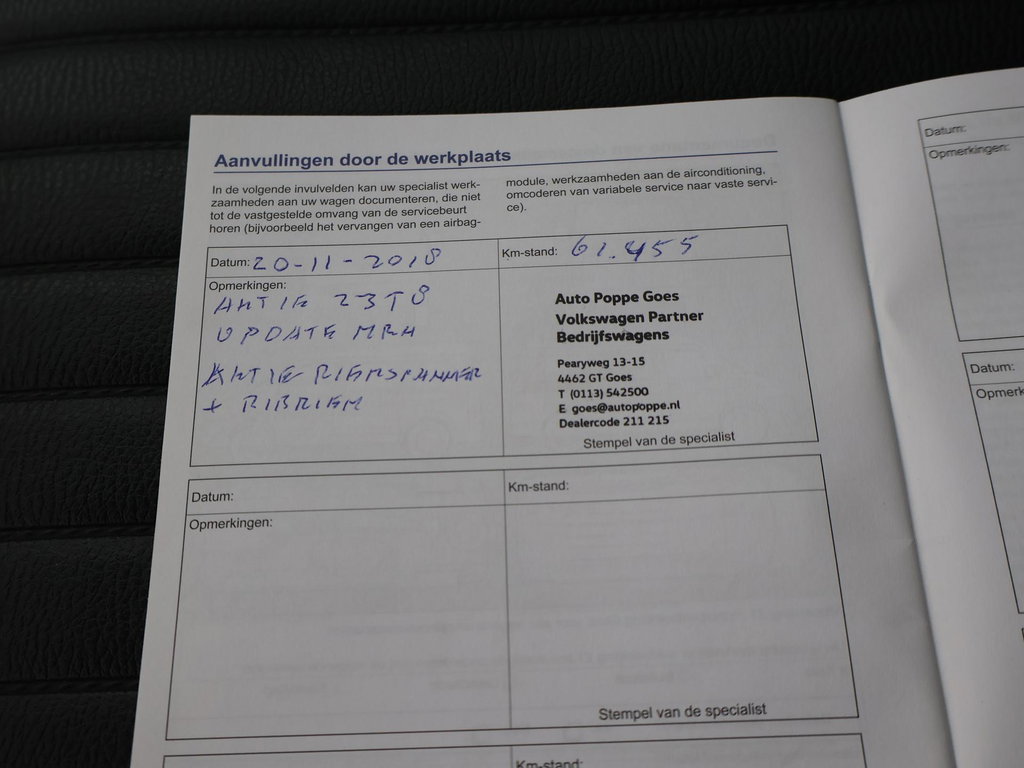 Aanvullingen door de werkplaats
In de volgende invulvelden kan uw specialist werk-
zaamheden aan uw wagen documenteren, die niet
tot de vastgestelde omvang van de servicebeurt
horen (bijvoorbeeld het vervangen van een airbag-
module, werkzaamheden aan de airconditioning,
omcoderen van variabele service naar vaste servi-
ce).
Datum: 20-11-2018
Km-stand: 61.455
Opmerkingen:
AKTIE 23T8
UPDATE MRA
AKTIE RIEMSPANNER
+ RIBRIEM
Auto Poppe Goes
Volkswagen Partner
Bedrijfswagens
Pearyweg 13-15
4462 GT Goes
T (0113) 542500
E goes@autopoppe.nl
Dealercode 211 215
Stempel van de specialist
Datum:
Km-stand:
Opmerkingen:
Stempel van de specialist
Km-stand:
Datum:
Opmerkingen:
Datum:
Opmerk